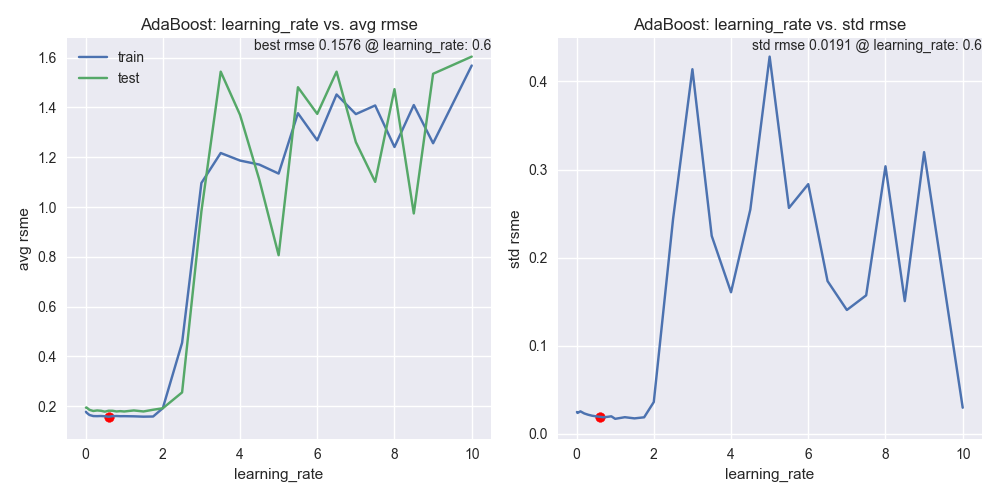 AdaBoost: learning_rate vs. avg rmse
best rmse 0.1576 @ learning_rate: 0.6
train
test
1.6
1.4
1.2
1.0
0.8
0.6
0.4
0.2
avg rsme
0 2 4 6 8 10
learning_rate
AdaBoost: learning_rate vs. std rmse
std rmse 0.0191 @ learning_rate: 0.6
0.4
0.3
0.2
0.1
0.0
std rsme
0 2 4 6 8 10
learning_rate